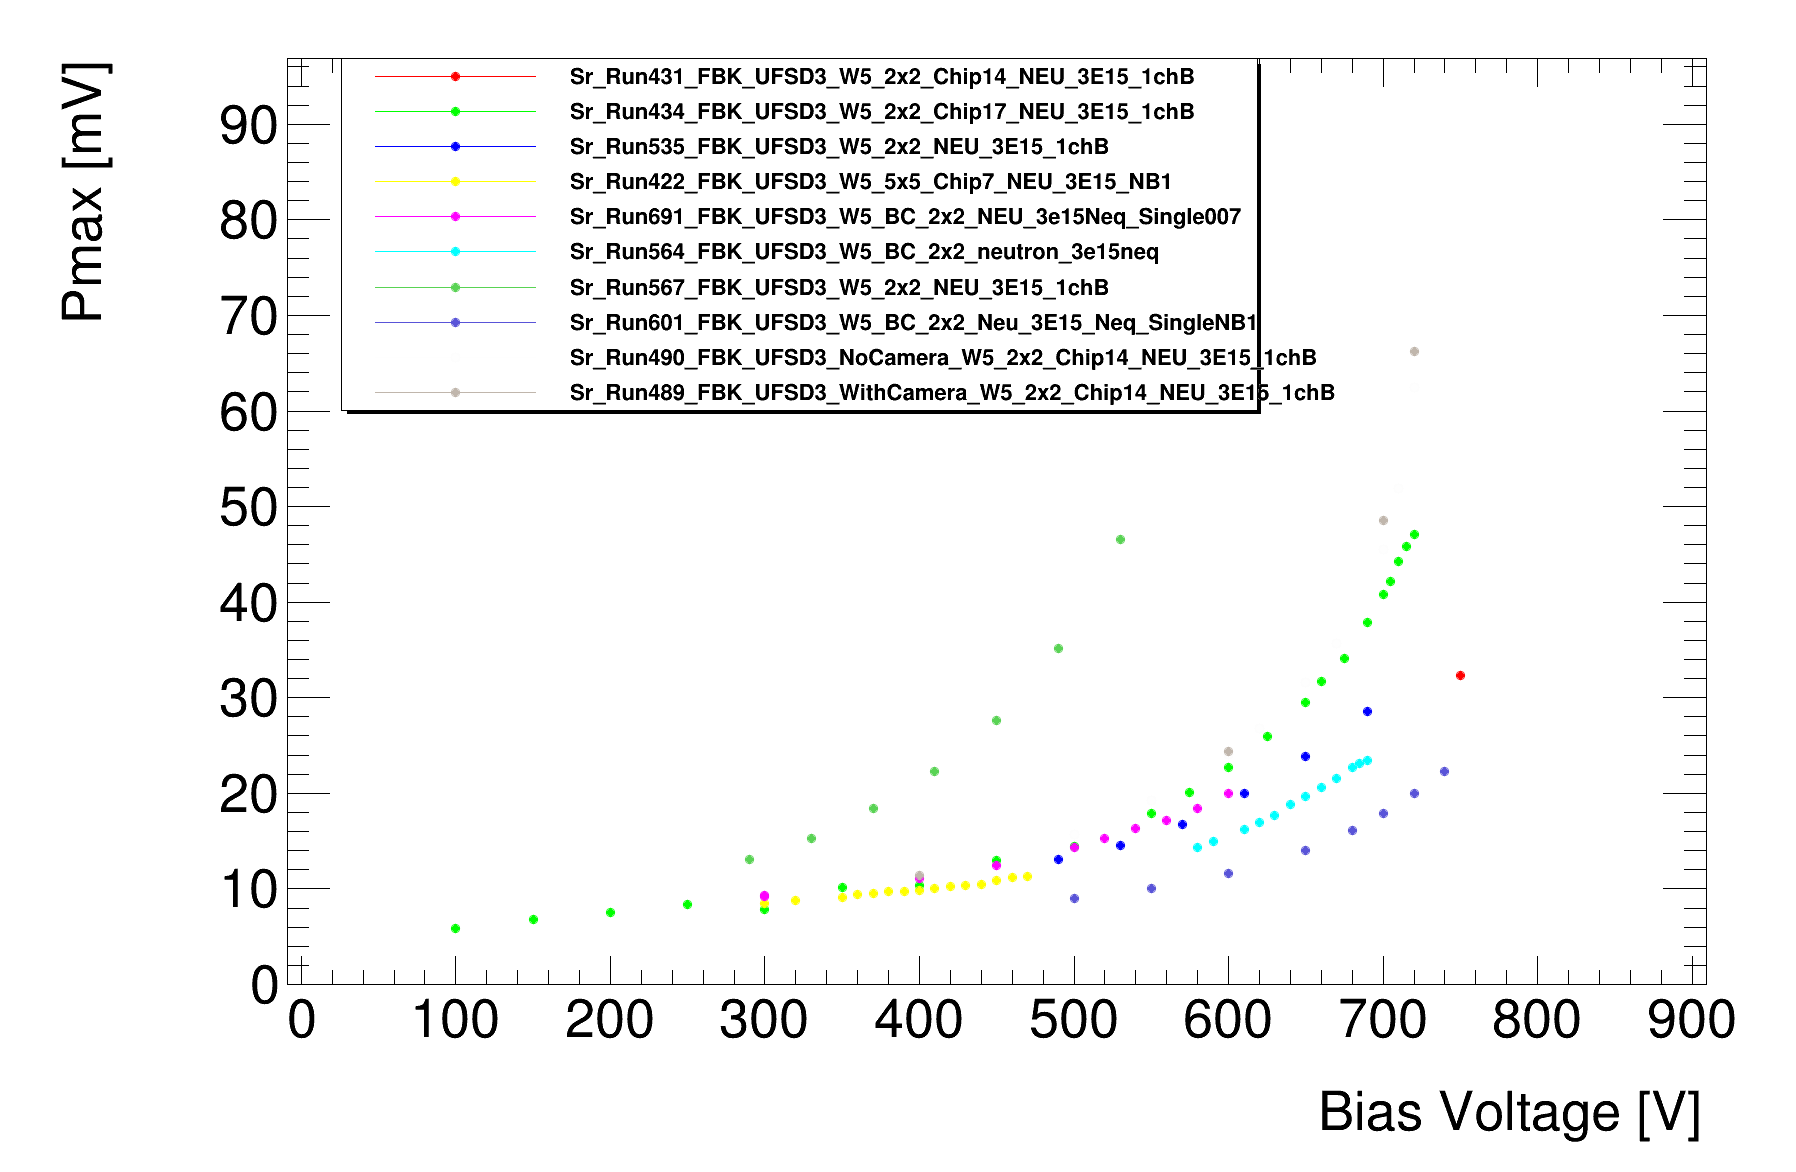 Pmax [mV]
Sr_Run431_FBK_UFSD3_W5_2x2_Chip14_NEU_3E15_1chB
Sr_Run434_FBK_UFSD3_W5_2x2_Chip17_NEU_3E15_1chB
Sr_Run535_FBK_UFSD3_W5_2x2_NEU_3E15_1chB
Sr_Run422_FBK_UFSD3_W5_5x5_Chip7_NEU_3E15_NB1
Sr_Run691_FBK_UFSD3_W5_BC_2x2_NEU_3e15Neq_Single007
Sr_Run564_FBK_UFSD3_W5_BC_2x2_neutron_3e15neq
Sr_Run567_FBK_UFSD3_W5_2x2_NEU_3E15_1chB
Sr_Run601_FBK_UFSD3_W5_BC_2x2_Neu_3E15_Neq_SingleNB1
Sr_Run490_FBK_UFSD3_NoCamera_W5_2x2_Chip14_NEU_3E15_1chB
Sr_Run489_FBK_UFSD3_WithCamera_W5_2x2_Chip14_NEU_3E15_1chB
90
80
70
60
50
40
30
20
10
0
0 100 200 300 400 500 600 700 800 900
Bias Voltage [V]